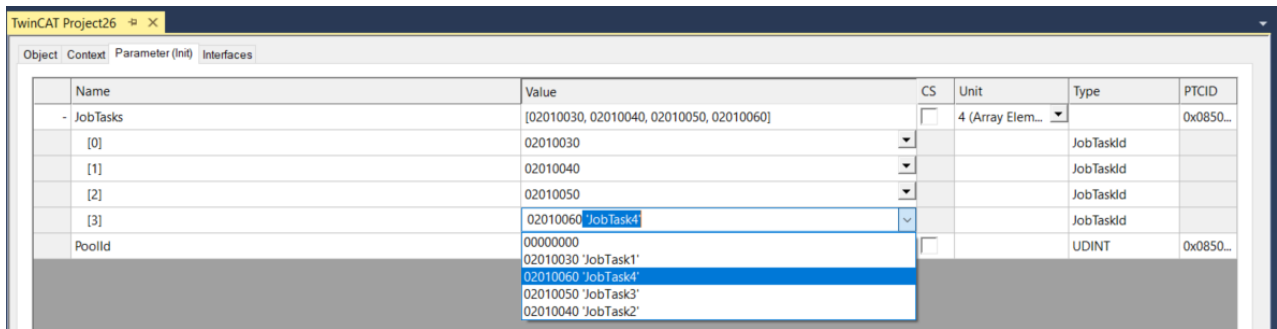 TwinCAT Project26
Object Context Parameter (Init) Interfaces
Name Value CS Unit Type PTCID
- JobTasks [02010030, 02010040, 02010050, 02010060] 4 (Array Elem... 0x0850...
[0] 02010030 JobTaskId
[1] 02010040 JobTaskId
[2] 02010050 JobTaskId
[3] 02010060 'JobTask4' JobTaskId
PoolId 00000000 UDINT 0x0850...
02010030 'JobTask1'
02010060 'JobTask4'
02010050 'JobTask3'
02010040 'JobTask2'